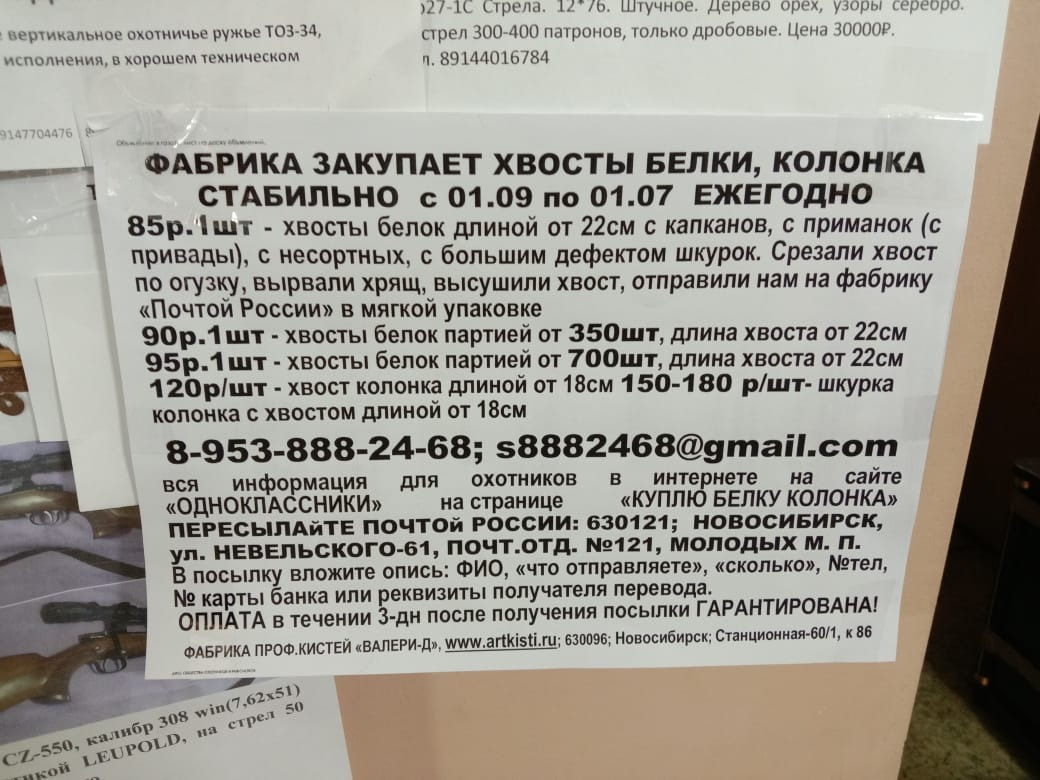 вертикальное охотничье ружье ТОЗ-34,
исполнения, в хорошем техническом
9147704476 8
р27-1С Стрела. 12*76. Штучное. Дерево орех, узоры серебро.
стрел 300-400 патронов, только дробовые. Цена 30000₽.
л. 89144016784
ФАБРИКА ЗАКУПАЕТ ХВОСТЫ БЕЛКИ, КОЛОНКА
СТАБИЛЬНО с 01.09 по 01.07 ЕЖЕГОДНО
85р.1шт - хвосты белок длиной от 22см с капканов, с приманок (с
привады), с несортных, с большим дефектом шкурок. Срезали хвост
по огузку, вырвали хрящ, высушили хвост, отправили нам на фабрику
«Почтой России» в мягкой упаковке
90р.1шт - хвосты белок партией от 350шт, длина хвоста от 22см
95р.1шт - хвосты белок партией от 700шт, длина хвоста от 22см
120р/шт - хвост колонка длиной от 18см 150-180 р/шт- шкурка
колонка с хвостом длиной от 18см
8-953-888-24-68; s8882468@gmail.com
вся информация для охотников в интернете на сайте
«ОДНОКЛАССНИКИ» на странице «КУПЛЮ БЕЛКУ КОЛОНКА»
ПЕРЕСЫЛАйТЕ ПОЧТОй РОССИИ: 630121; НОВОСИБИРСК,
ул. НЕВЕЛЬСКОГО-61, ПОЧТ.ОТД. №121, МОЛОДЫХ М. П.
В посылку вложите опись: ФИО, «что отправляете», «сколько», №тел,
№ карты банка или реквизиты получателя перевода.
ОПЛАТА в течении 3-дн после получения посылки ГАРАНТИРОВАНА!
ФАБРИКА ПРОФ.КИСТЕЙ «ВАЛЕРИ-Д», www.artkisti.ru; 630096; Новосибирск; Станционная-60/1, к 86
CZ-550, калибр 308 win(7,62x51)
тикой LEUPOLD, на стрел 50